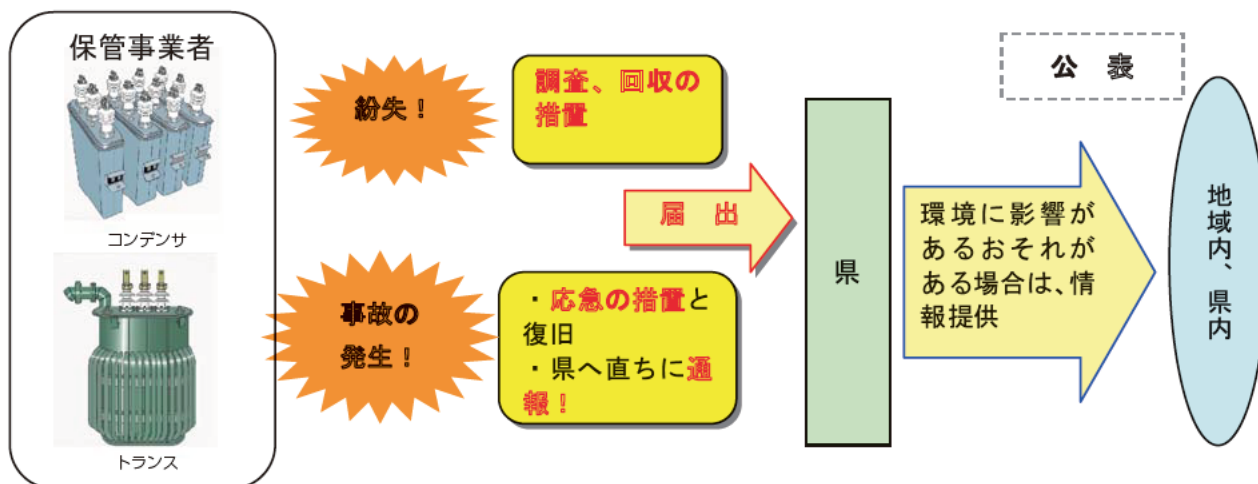 保管事業者
コンデンサ
トランス
紛失！
調査、回収の
措置
事故の
発生！
・応急の措置と
復旧
・県へ直ちに通
報！
届 出
県
公 表
環境に影響が
あるおそれが
ある場合は、情
報提供
地域内、県内